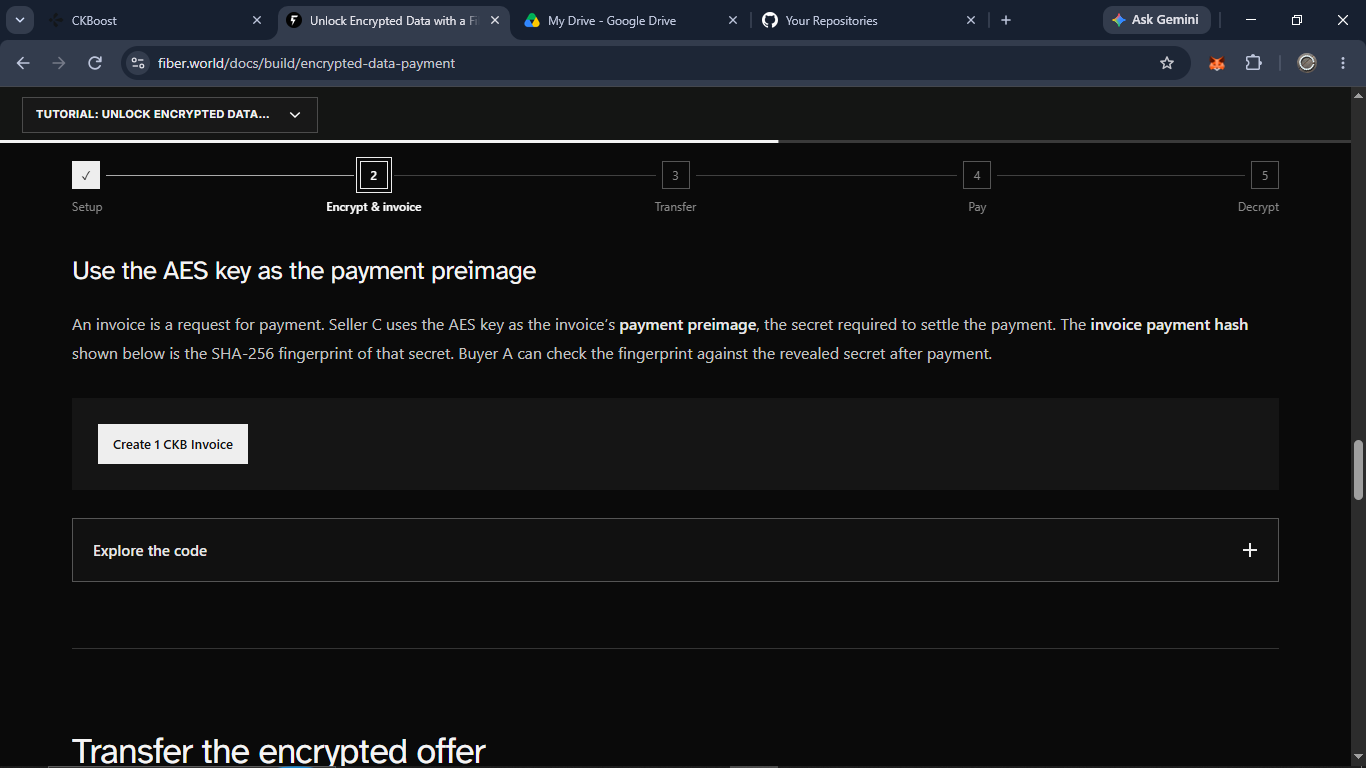 CKBoost
Unlock Encrypted Data with a Fi
My Drive - Google Drive
Your Repositories
Ask Gemini
fiber.world/docs/build/encrypted-data-payment
TUTORIAL: UNLOCK ENCRYPTED DATA...
✓ 2 3 4 5
Setup Encrypt & invoice Transfer Pay Decrypt
Use the AES key as the payment preimage
An invoice is a request for payment. Seller C uses the AES key as the invoice's payment preimage, the secret required to settle the payment. The invoice payment hash
shown below is the SHA-256 fingerprint of that secret. Buyer A can check the fingerprint against the revealed secret after payment.
Create 1 CKB Invoice
Explore the code
Transfer the encrypted offer